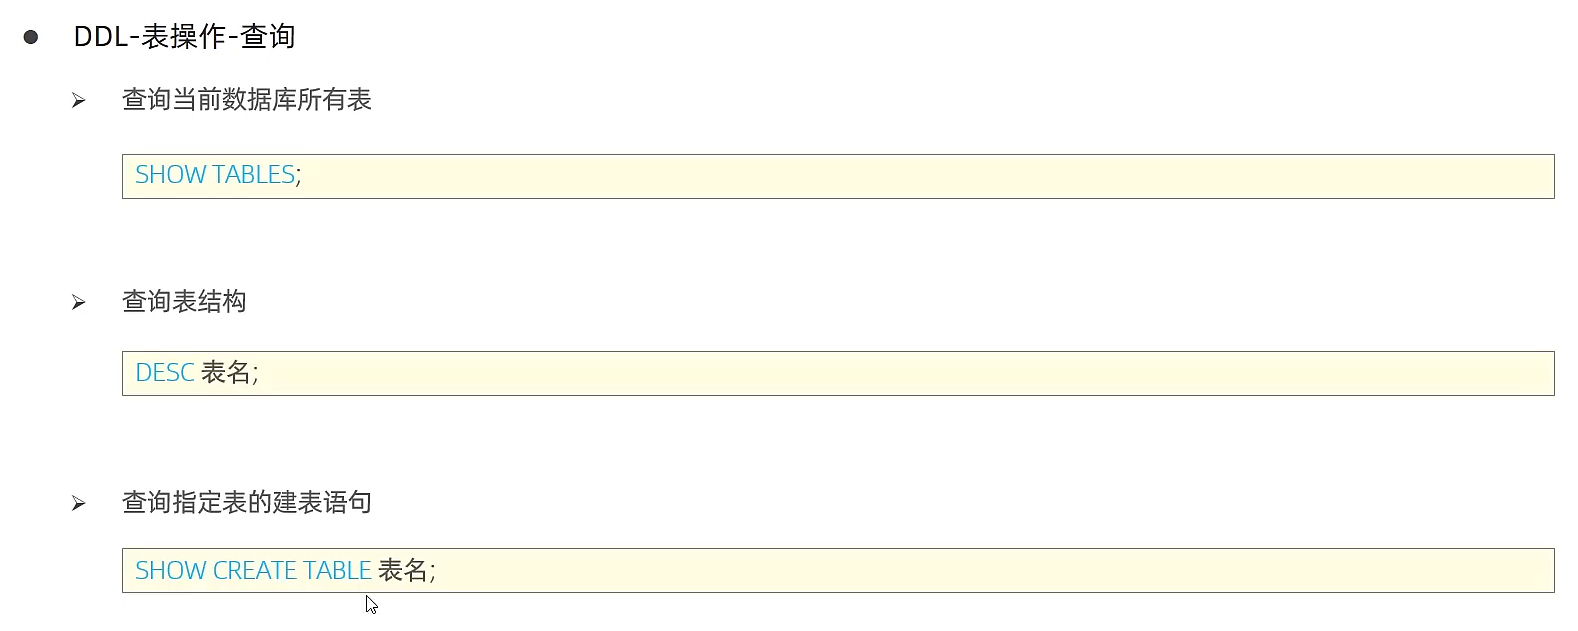 DDL-表操作-查询
查询当前数据库所有表
SHOW TABLES;
查询表结构
DESC 表名;
查询指定表的建表语句
SHOW CREATE TABLE 表名;